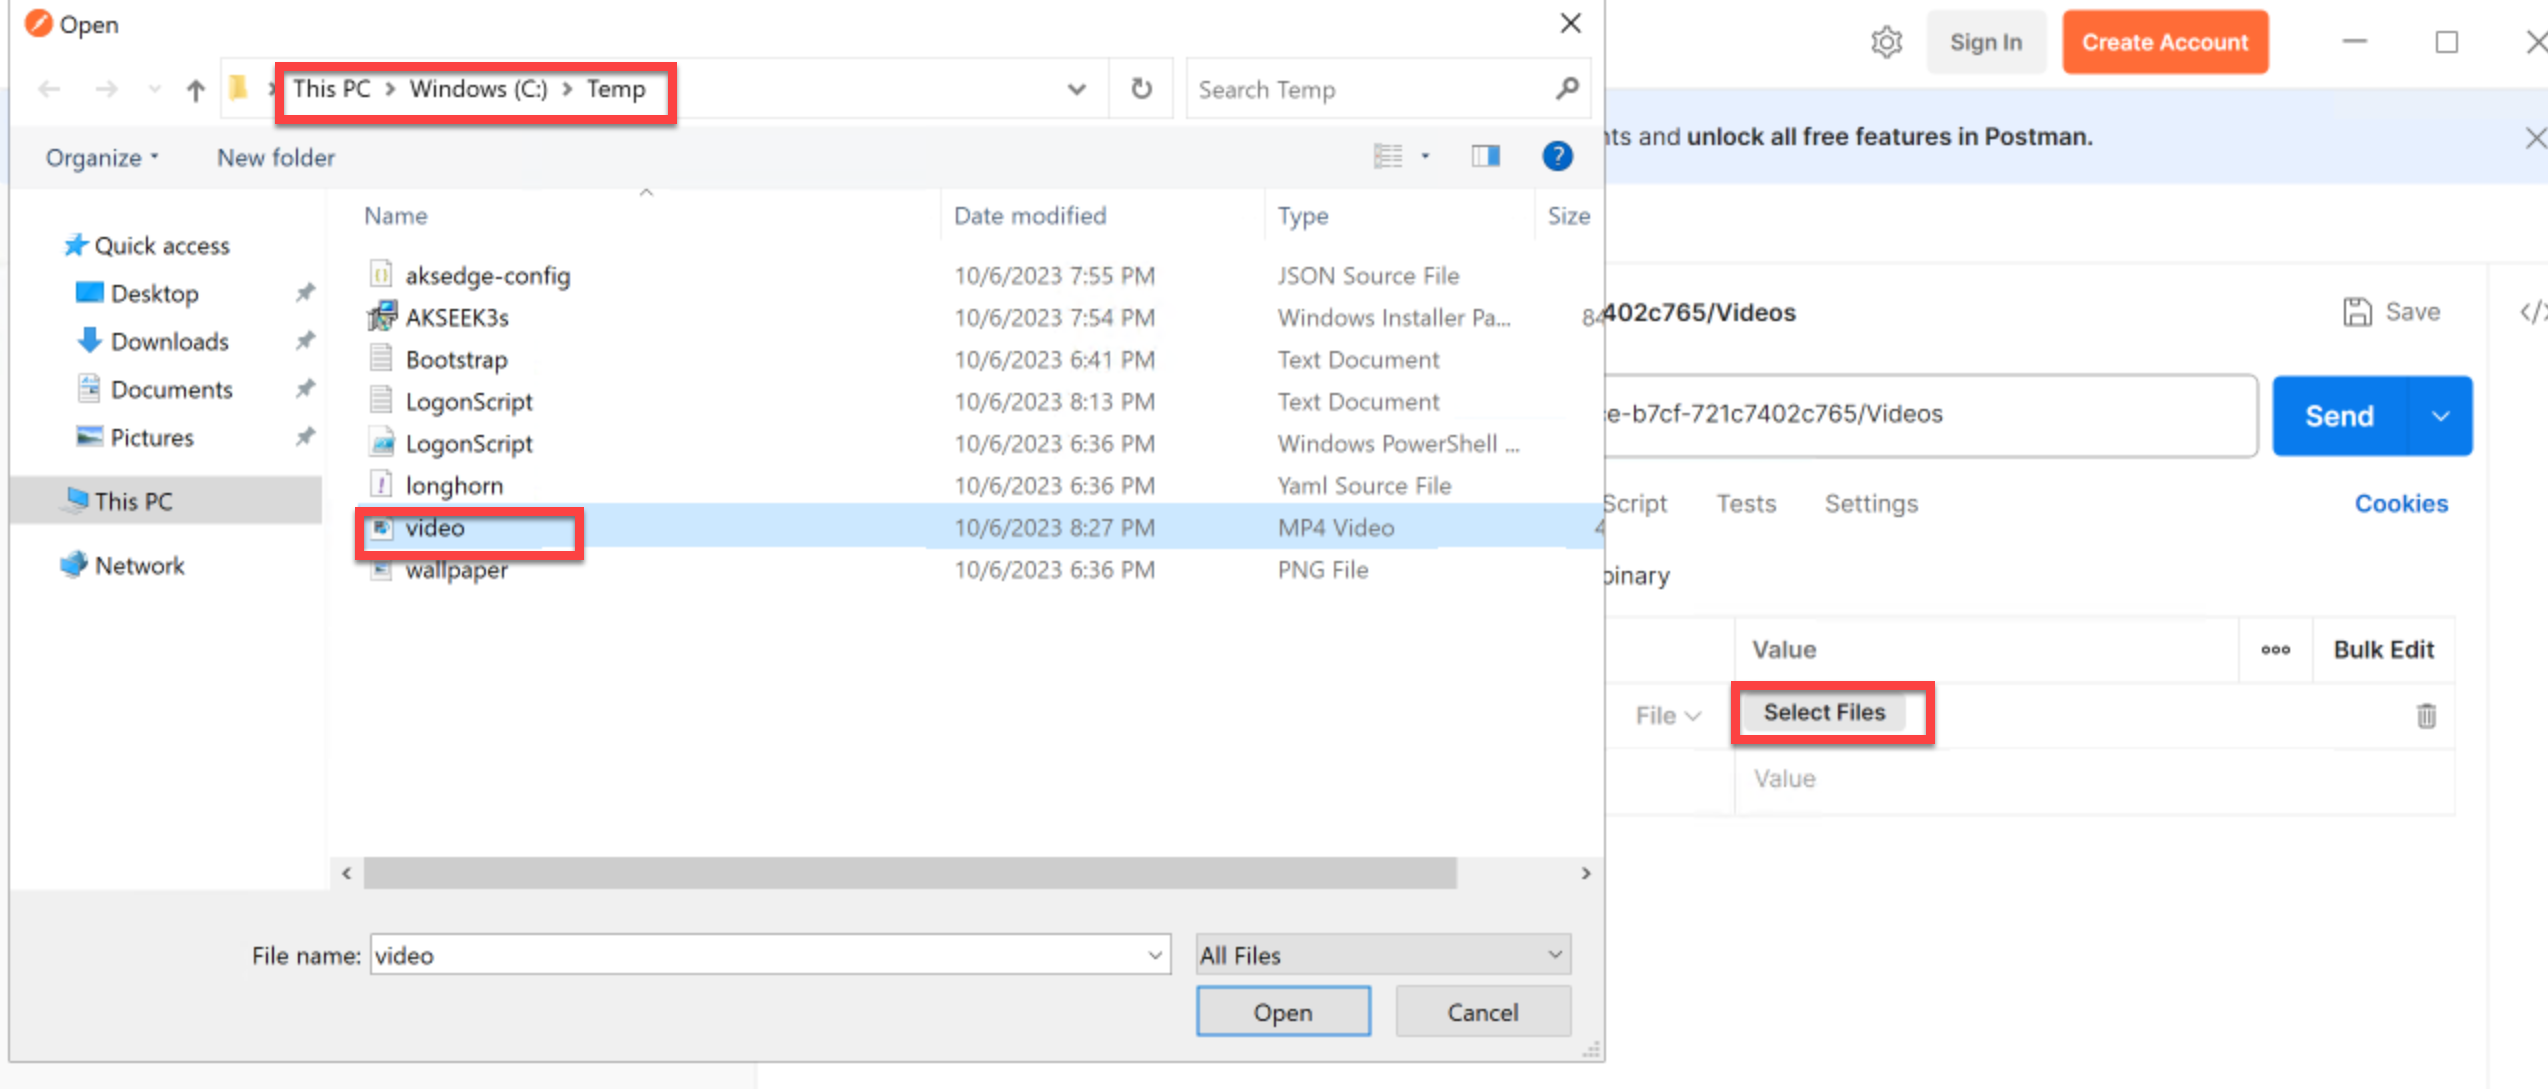 Open
Sign In
Create Account
This PC > Windows (C:) > Temp
Search Temp
nts and unlock all free features in Postman.
Organize
New folder
?
Name
Date modified
Type
Size
Quick access
Desktop
Downloads
Documents
Pictures
This PC
Network
aksedge-config 10/6/2023 7:55 PM JSON Source File
AKSEEK3s 10/6/2023 7:54 PM Windows Installer Pa... 84
Bootstrap 10/6/2023 6:41 PM Text Document
LogonScript 10/6/2023 8:13 PM Text Document
LogonScript 10/6/2023 6:36 PM Windows PowerShell ...
longhorn 10/6/2023 6:36 PM Yaml Source File
video 10/6/2023 8:27 PM MP4 Video 4
wallpaper 10/6/2023 6:36 PM PNG File
402c765/Videos
Save
e-b7cf-721c7402c765/Videos
Send
Script
Tests
Settings
Cookies
binary
Value
Bulk Edit
File
Select Files
Value
File name: video
All Files
Open
Cancel